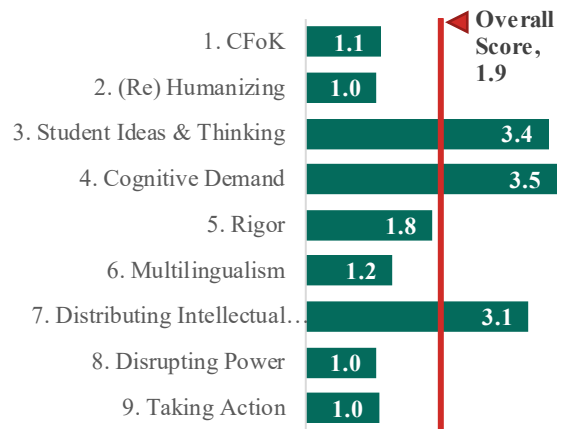 Overall
Score,
1.9
1. CFoK 1.1
2. (Re) Humanizing 1.0
3. Student Ideas & Thinking 3.4
4. Cognitive Demand 3.5
5. Rigor 1.8
6. Multilingualism 1.2
7. Distributing Intellectual… 3.1
8. Disrupting Power 1.0
9. Taking Action 1.0